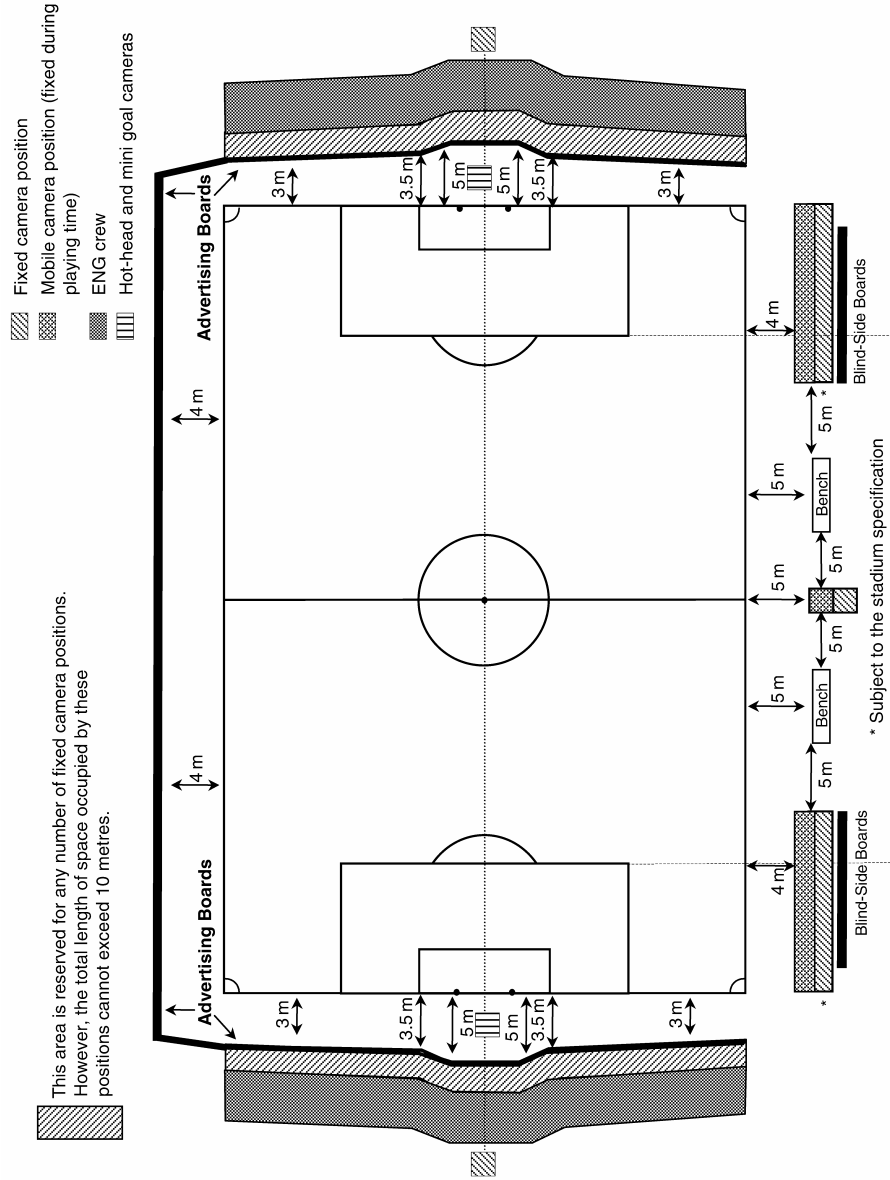 Fixed camera position
Mobile camera position (fixed during
playing time)
ENG crew
Hot-head and mini goal cameras
This area is reserved for any number of fixed camera positions.
However, the total length of space occupied by these
positions cannot exceed 10 metres.
4 m
4 m
Advertising Boards
Advertising Boards
3 m
3 m
3.5 m
3.5 m
5 m
5 m
5 m
5 m
3.5 m
3.5 m
3 m
3 m
4 m
5 m
5 m
5 m
4 m
*
5 m
Bench
5 m
5 m
Bench
5 m
*
Blind-Side Boards
Blind-Side Boards
* Subject to the stadium specification